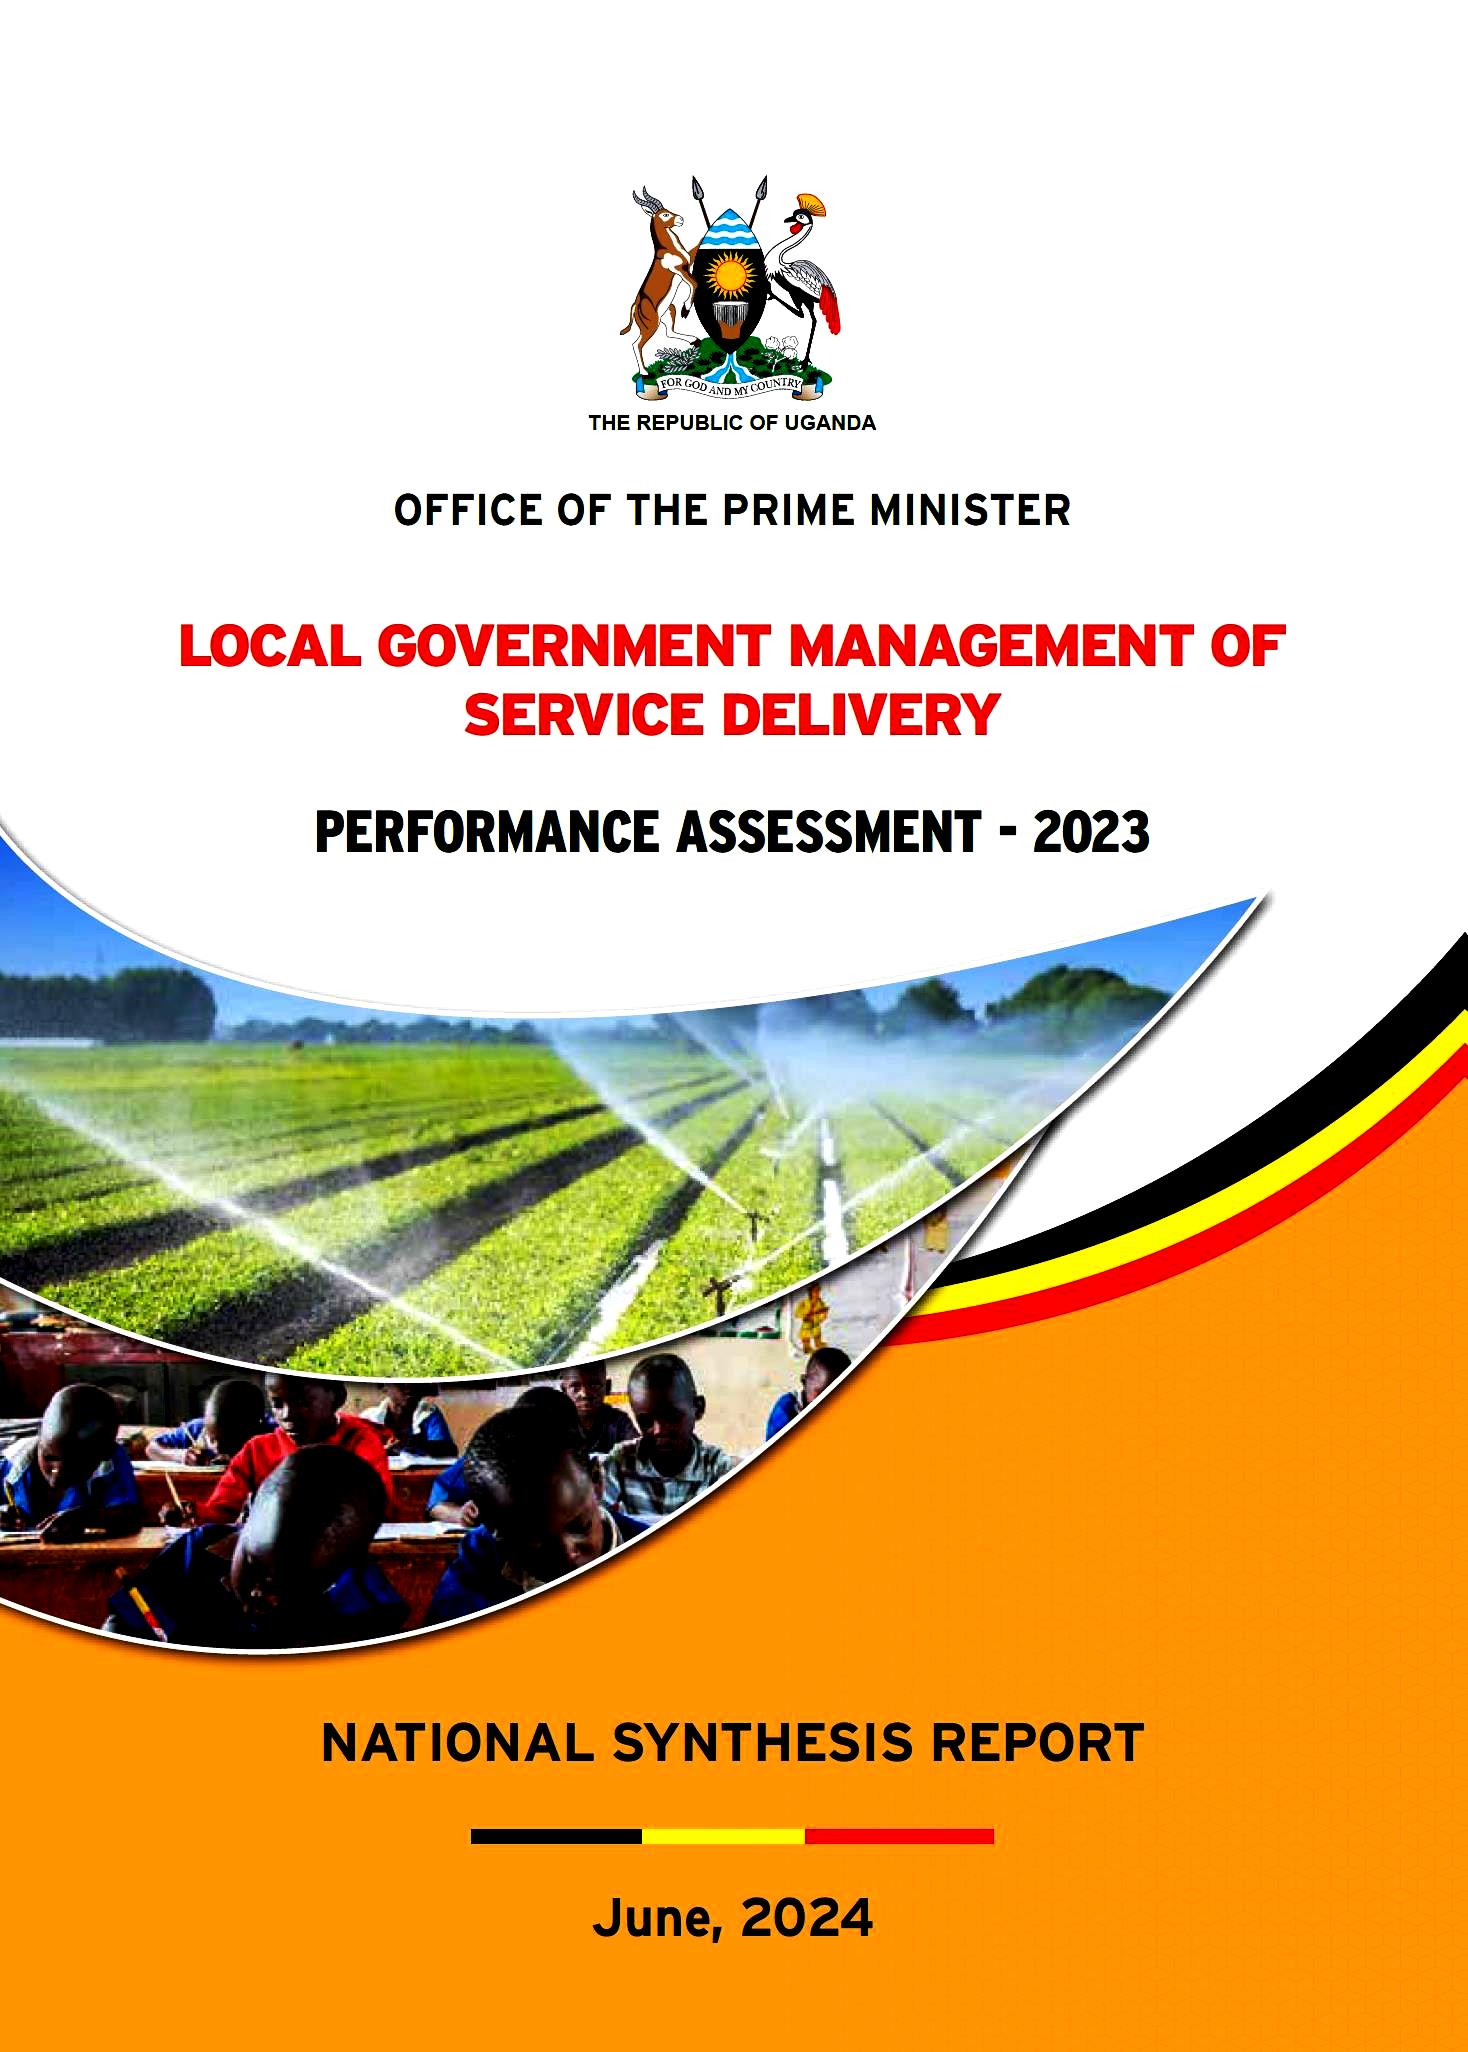 FOR GOD AND MY COUNTRY
THE REPUBLIC OF UGANDA
OFFICE OF THE PRIME MINISTER
LOCAL GOVERNMENT MANAGEMENT OF
SERVICE DELIVERY
PERFORMANCE ASSESSMENT - 2023
NATIONAL SYNTHESIS REPORT
June, 2024